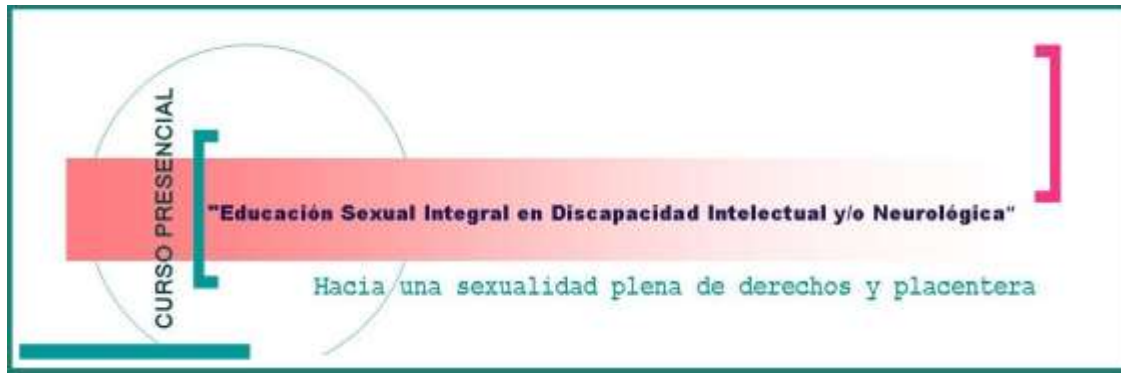 CURSO PRESENCIAL
"Educación Sexual Integral en Discapacidad Intelectual y/o Neurológica"
Hacia una sexualidad plena de derechos y placentera